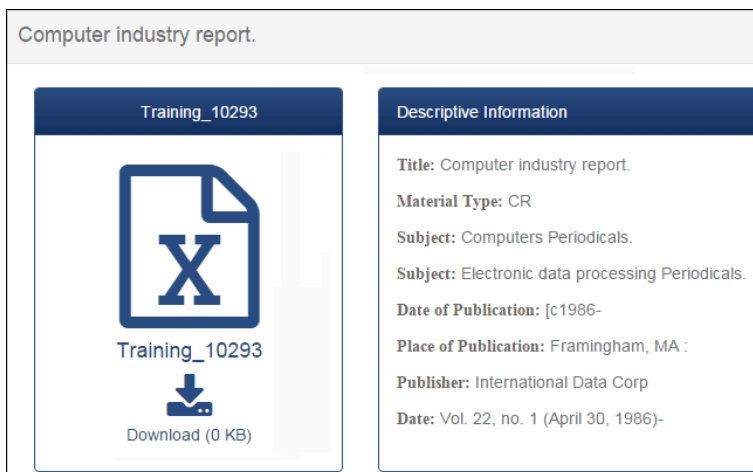 Computer industry report.
Training_10293
X
Training_10293
Download (0 KB)
Descriptive Information
Title: Computer industry report.
Material Type: CR
Subject: Computers Periodicals.
Subject: Electronic data processing Periodicals.
Date of Publication: [c1986-
Place of Publication: Framingham, MA :
Publisher: International Data Corp
Date: Vol. 22, no. 1 (April 30, 1986)-